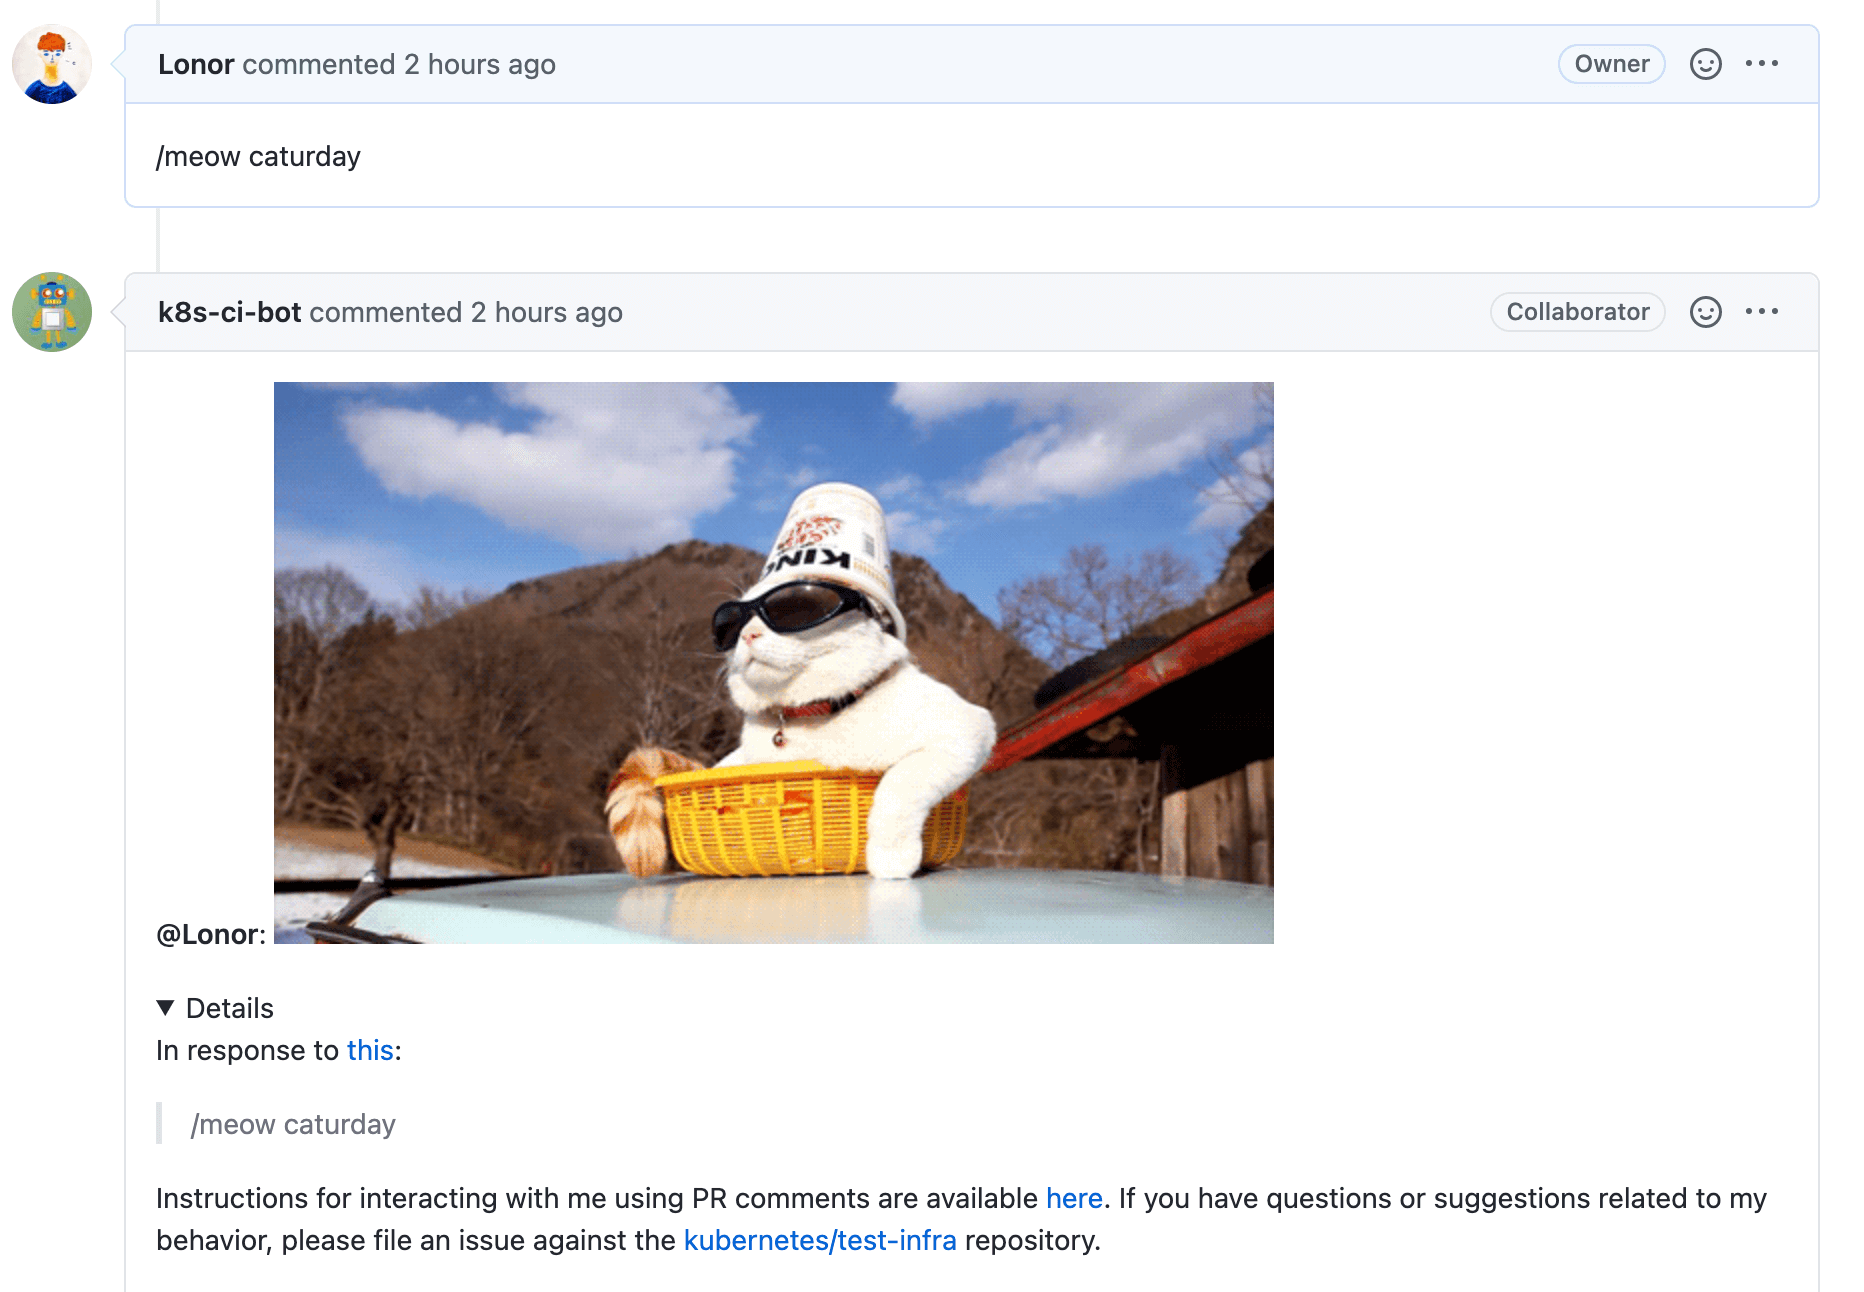 Lonor commented 2 hours ago
Owner
/meow caturday
k8s-ci-bot commented 2 hours ago
Collaborator
KING
@Lonor:
Details
In response to this:
/meow caturday
Instructions for interacting with me using PR comments are available here. If you have questions or suggestions related to my
behavior, please file an issue against the kubernetes/test-infra repository.